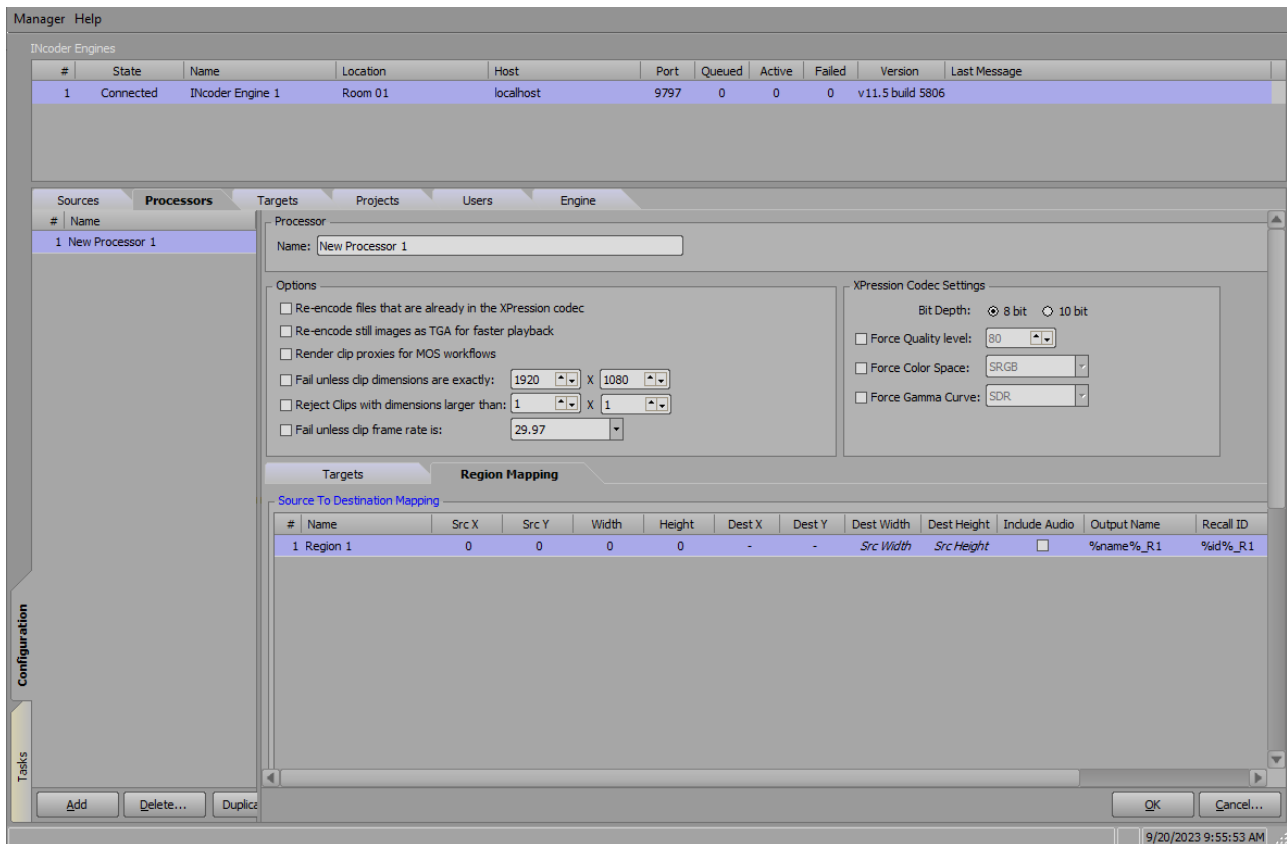 Manager Help
INcoder Engines
# State Name Location Host Port Queued Active Failed Version Last Message
1 Connected INcoder Engine 1 Room 01 localhost 9797 0 0 0 v11.5 build 5806
Sources Processors Targets Projects Users Engine
# Name
1 New Processor 1
Processor
Name: New Processor 1
Options
Re-encode files that are already in the XPression codec
Re-encode still images as TGA for faster playback
Render clip proxies for MOS workflows
Fail unless clip dimensions are exactly: 1920 X 1080
Reject Clips with dimensions larger than: 1 X 1
Fail unless clip frame rate is: 29.97
XPression Codec Settings
Bit Depth: 8 bit 10 bit
Force Quality level: 80
Force Color Space: SRGB
Force Gamma Curve: SDR
Targets Region Mapping
Source To Destination Mapping
# Name Src X Src Y Width Height Dest X Dest Y Dest Width Dest Height Include Audio Output Name Recall ID
1 Region 1 0 0 0 0 - - Src Width Src Height %name%_R1 %id%_R1
Configuration
Tasks
Add Delete... Duplica
OK Cancel...
9/20/2023 9:55:53 AM